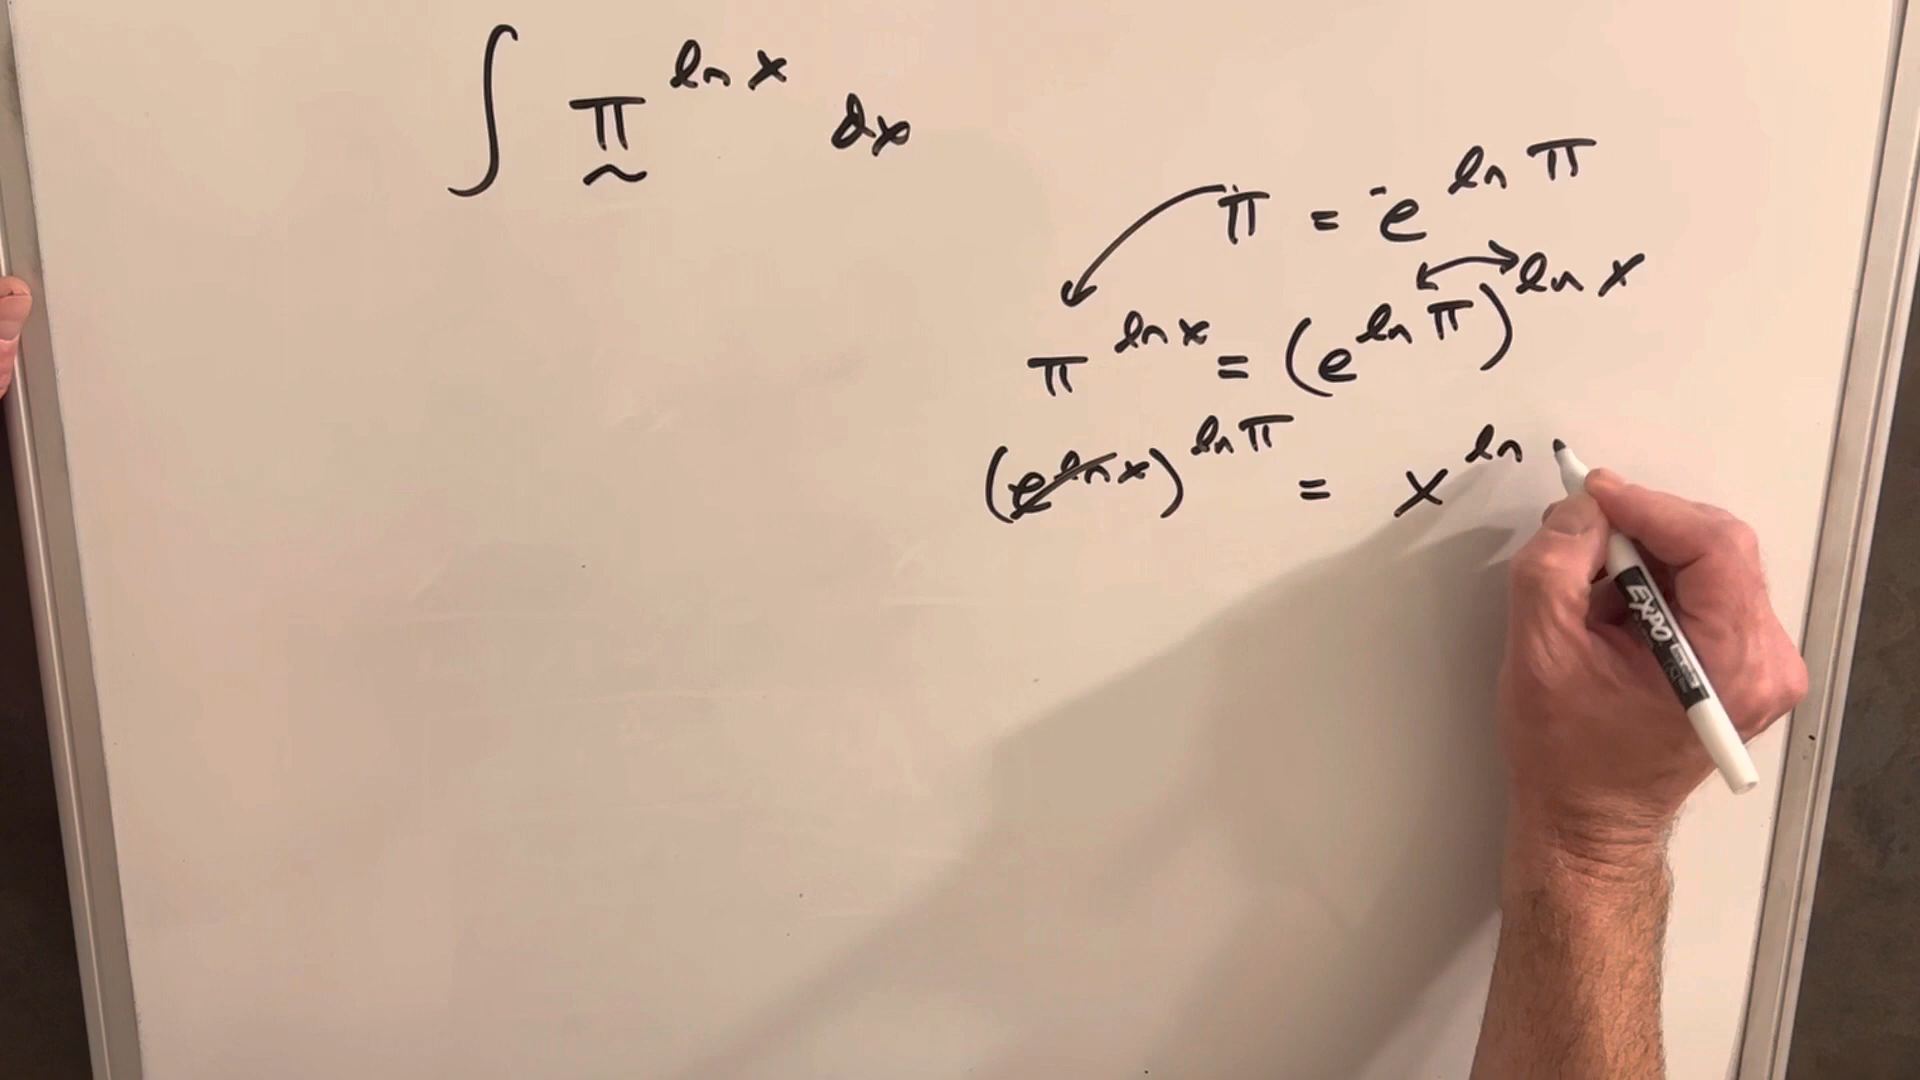 ∫ π^(ln x) dx
π = e^(ln π)
π^(ln x) = (e^(ln π))^(ln x)
(e^(ln x))^(ln π) = x^(ln
EXPO